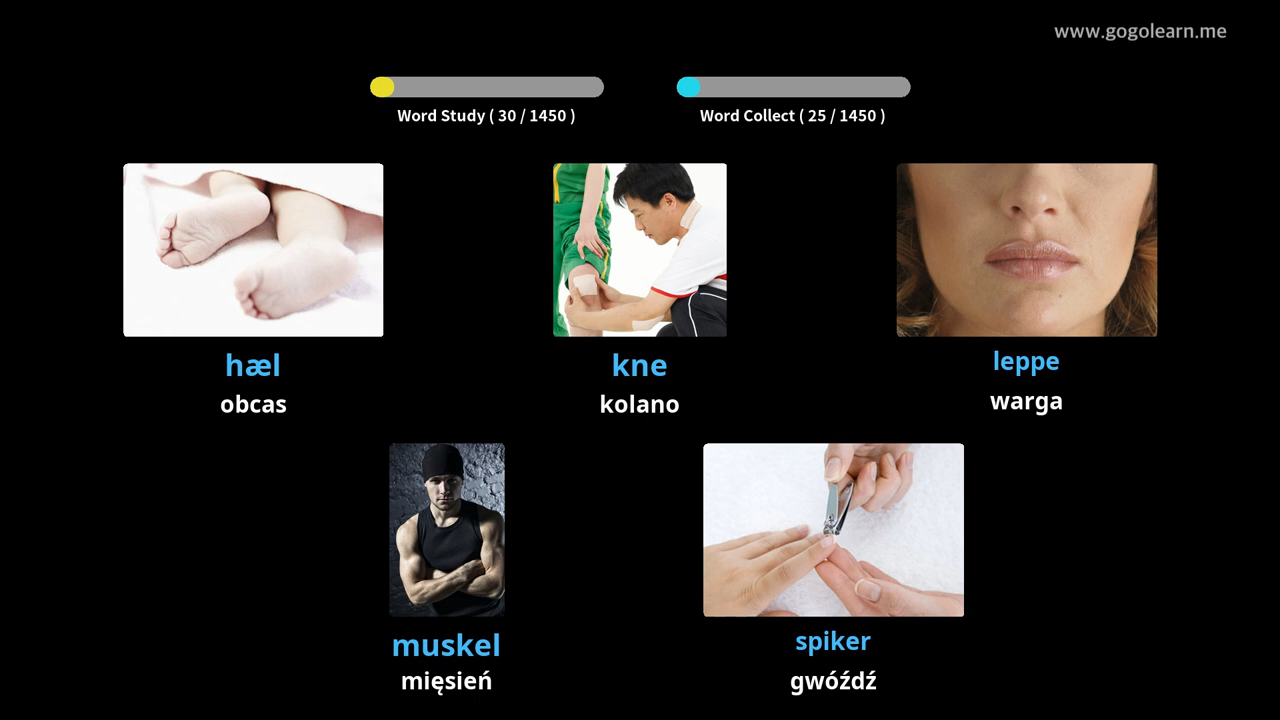 www.gogolearn.me
Word Study ( 30 / 1450 )
Word Collect ( 25 / 1450 )
hæl
obcas
kne
kolano
leppe
warga
muskel
mięsień
spiker
gwóźdź